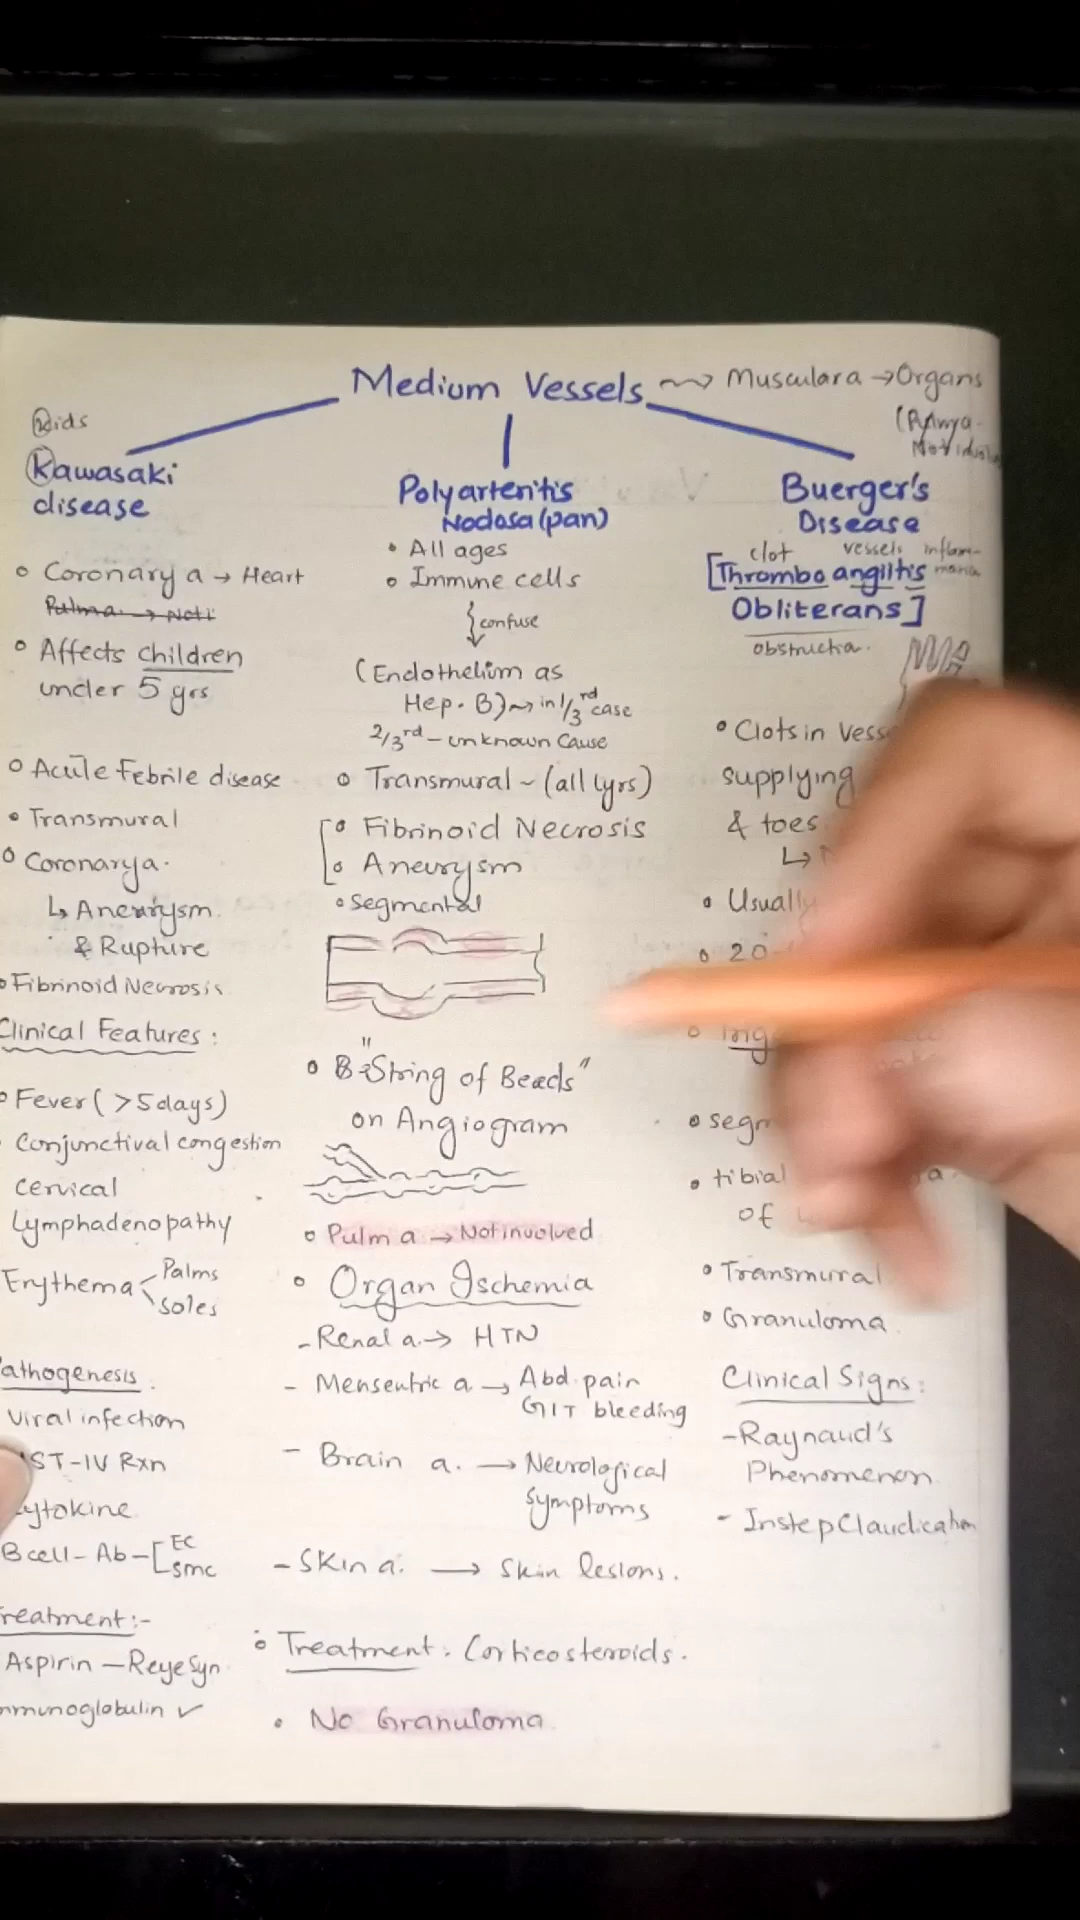 Medium Vessels ~> Musculara → Organs
Kids
Kawasaki
disease
Coronary a → Heart
Pulma. → Not i
Affects children
under 5 yrs
Acute Febrile disease
Transmural
Coronary a.
↳ Aneurysm
& Rupture
Fibrinoid Necrosis
Clinical Features:
Fever (>5 days)
Conjunctival congestion
Cervical
Lymphadenopathy
Erythema < Palms
soles
athogenesis.
Viral infection
ST-IV Rxn
ytokine
B cell - Ab - [EC
smc
reatment:-
Aspirin — Reye Syn.
munoglobulin ✓
Polyarteritis
Nodosa (pan)
• All ages
Immune cells
confuse
(Endothelium as
Hep. B) ~> in 1/3rd case
2/3rd - unknown Cause
Transmural ~ (all lyrs)
Fibrinoid Necrosis
Aneurysm
segmental
"String of Beads"
on Angiogram
Pulm a → Not involved
Organ Ischemia
- Renal a. → HTN
- Mensentric a. → Abd. pain
GIT bleeding
- Brain a. → Neurological
symptoms
- Skin a. → Skin lesions.
Treatment: Corticosteroids.
• No Granuloma
Buerger's
Disease
clot vessels inflam-
[Thrombo angiitis
Obliterans]
obstructia.
Clots in Vess
supplying
& toes
Usually
20-
segm
tibial
of
Transmural
Granuloma
Clinical Signs:
- Raynaud's
Phenomenon
- Instep Claudication